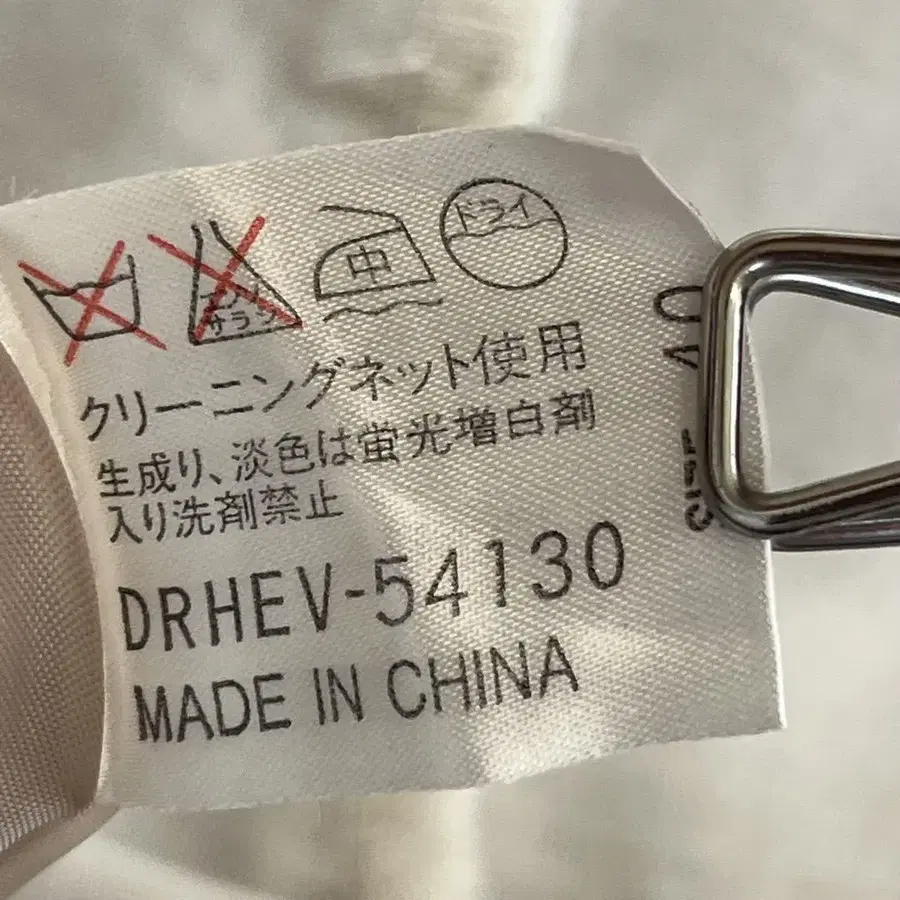 中
ドライ
クリーニングネット使用
生成り、淡色は蛍光増白剤
入り洗剤禁止
DRHEV-54130
MADE IN CHINA